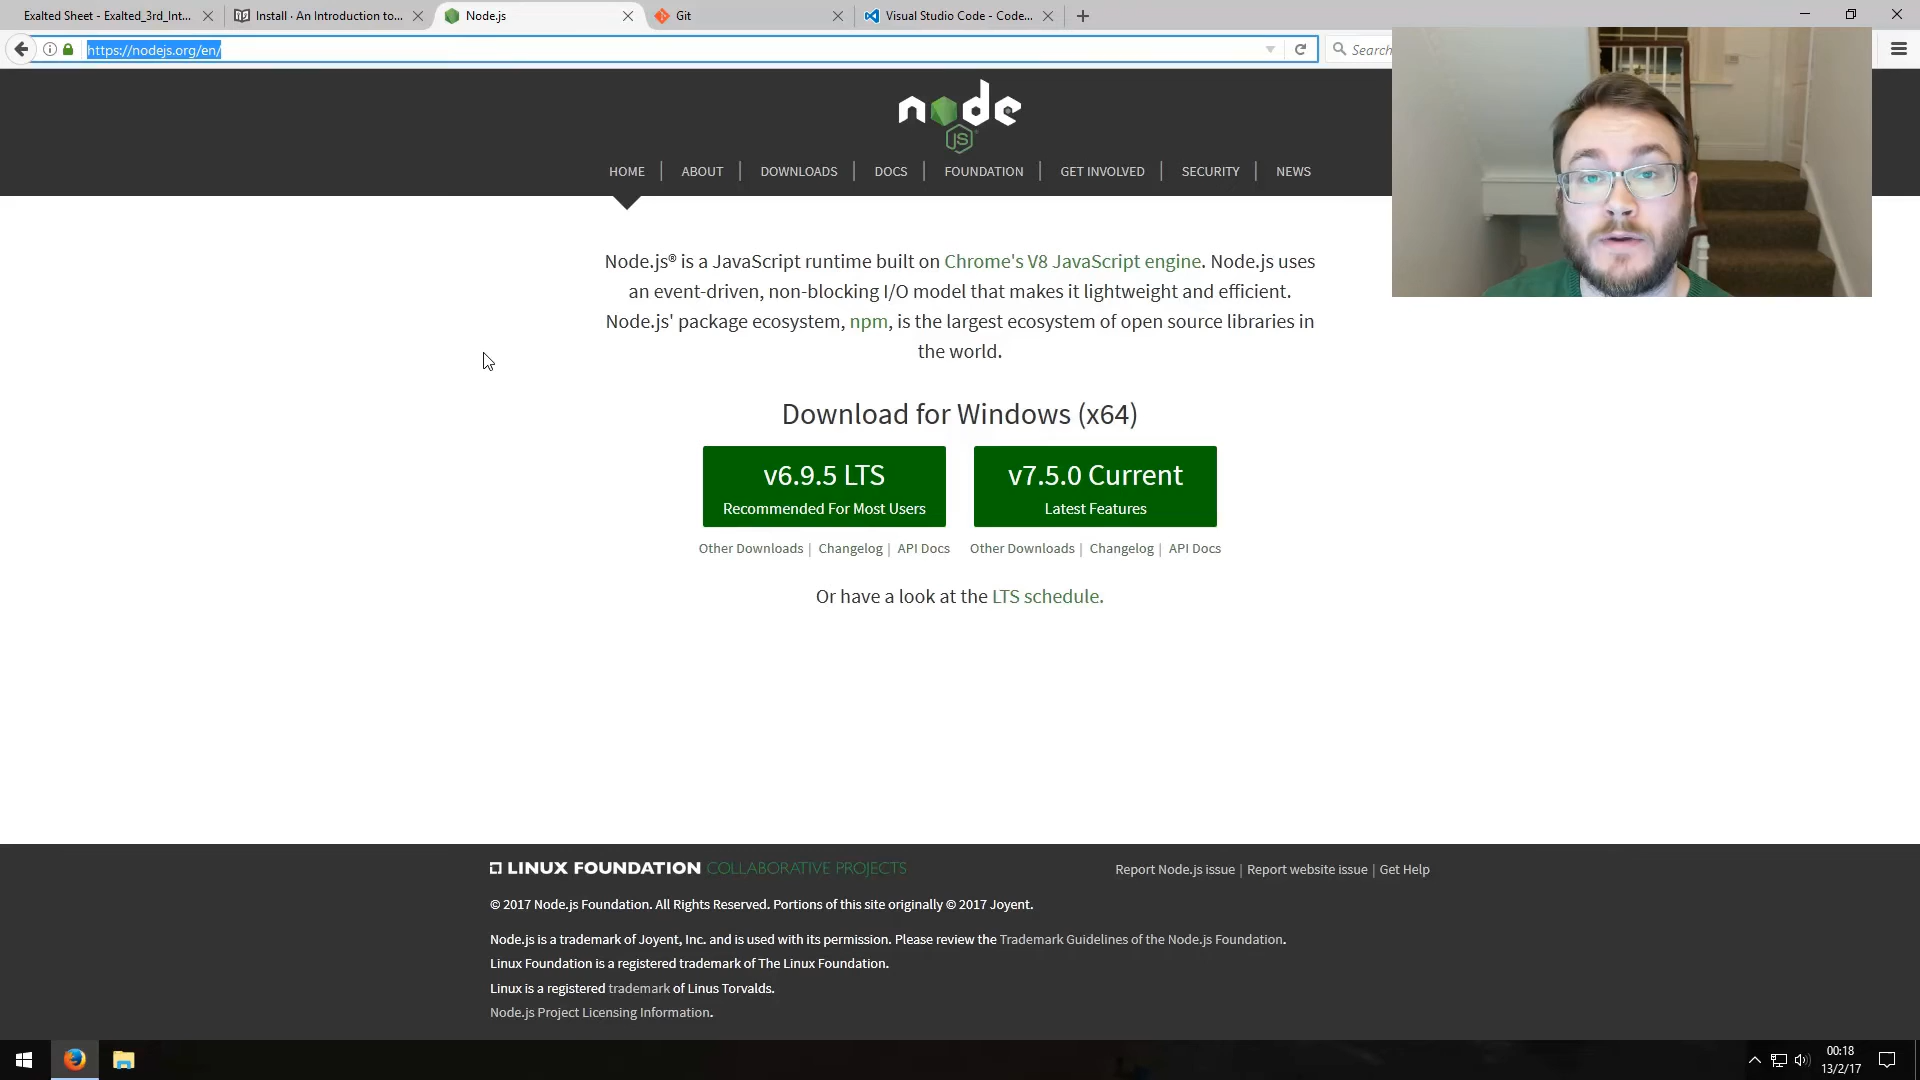 Exalted Sheet - Exalted_3rd_Int...
Install · An Introduction to...
Node.js
Git
Visual Studio Code - Code...
https://nodejs.org/en/
Search
node
JS
HOME
ABOUT
DOWNLOADS
DOCS
FOUNDATION
GET INVOLVED
SECURITY
NEWS
Node.js® is a JavaScript runtime built on Chrome's V8 JavaScript engine. Node.js uses
an event-driven, non-blocking I/O model that makes it lightweight and efficient.
Node.js' package ecosystem, npm, is the largest ecosystem of open source libraries in
the world.
Download for Windows (x64)
v6.9.5 LTS
Recommended For Most Users
v7.5.0 Current
Latest Features
Other Downloads | Changelog | API Docs
Other Downloads | Changelog | API Docs
Or have a look at the LTS schedule.
LINUX FOUNDATION COLLABORATIVE PROJECTS
Report Node.js issue | Report website issue | Get Help
© 2017 Node.js Foundation. All Rights Reserved. Portions of this site originally © 2017 Joyent.
Node.js is a trademark of Joyent, Inc. and is used with its permission. Please review the Trademark Guidelines of the Node.js Foundation.
Linux Foundation is a registered trademark of The Linux Foundation.
Linux is a registered trademark of Linus Torvalds.
Node.js Project Licensing Information.
00:18
13/2/17